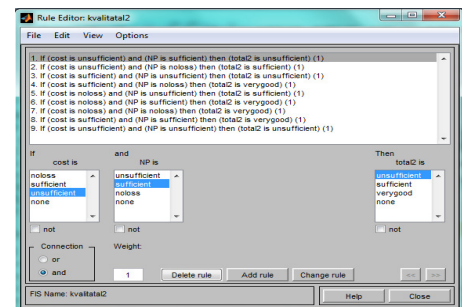 Rule Editor: kvalitatal2
File Edit View Options
1. If (cost is unsufficient) and (NP is sufficient) then (total2 is unsufficient) (1)
2. If (cost is unsufficient) and (NP is noloss) then (total2 is sufficient) (1)
3. If (cost is sufficient) and (NP is unsufficient) then (total2 is unsufficient) (1)
4. If (cost is sufficient) and (NP is noloss) then (total2 is verygood) (1)
5. If (cost is noloss) and (NP is unsufficient) then (total2 is sufficient) (1)
6. If (cost is noloss) and (NP is sufficient) then (total2 is verygood) (1)
7. If (cost is noloss) and (NP is noloss) then (total2 is verygood) (1)
8. If (cost is sufficient) and (NP is sufficient) then (total2 is verygood) (1)
9. If (cost is unsufficient) and (NP is unsufficient) then (total2 is unsufficient) (1)
If and Then
cost is NP is total2 is
noloss unsufficient unsufficient
sufficient sufficient sufficient
unsufficient noloss verygood
none none none
not not not
Connection Weight:
or
and 1 Delete rule Add rule Change rule << >>
FIS Name: kvalitatal2 Help Close